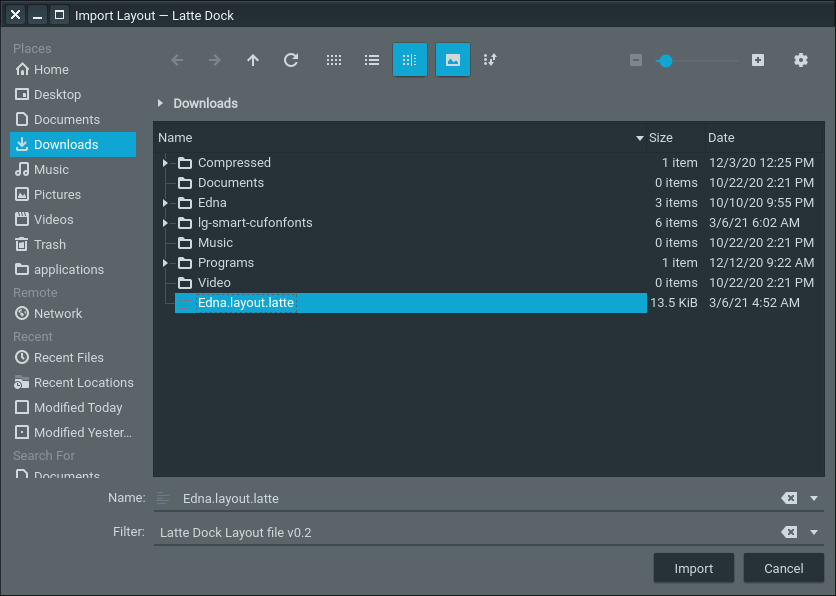 Import Layout — Latte Dock
Places
Home
Desktop
Documents
Downloads
Music
Pictures
Videos
Trash
applications
Remote
Network
Recent
Recent Files
Recent Locations
Modified Today
Modified Yester...
Search For
Documents
Downloads
Name Size Date
Compressed 1 item 12/3/20 12:25 PM
Documents 0 items 10/22/20 2:21 PM
Edna 3 items 10/10/20 9:55 PM
lg-smart-cufonfonts 6 items 3/6/21 6:02 AM
Music 0 items 10/22/20 2:21 PM
Programs 1 item 12/12/20 9:22 AM
Video 0 items 10/22/20 2:21 PM
Edna.layout.latte 13.5 KiB 3/6/21 4:52 AM
Name: Edna.layout.latte
Filter: Latte Dock Layout file v0.2
Import Cancel